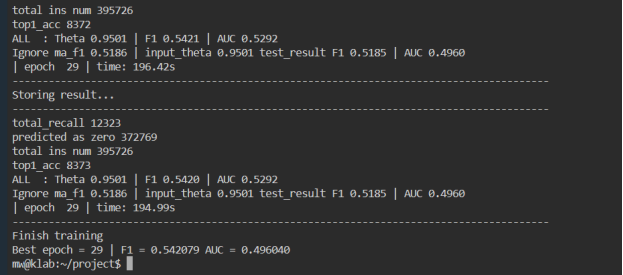 total ins num 395726
top1_acc 8372
ALL : Theta 0.9501 | F1 0.5421 | AUC 0.5292
Ignore ma_f1 0.5186 | input_theta 0.9501 test_result F1 0.5185 | AUC 0.4960
| epoch 29 | time: 196.42s
--------------------------------------------------------------------------------
Storing result...
--------------------------------------------------------------------------------
total_recall 12323
predicted as zero 372769
total ins num 395726
top1_acc 8373
ALL : Theta 0.9501 | F1 0.5420 | AUC 0.5292
Ignore ma_f1 0.5186 | input_theta 0.9501 test_result F1 0.5185 | AUC 0.4960
| epoch 29 | time: 194.99s
--------------------------------------------------------------------------------
Finish training
Best epoch = 29 | F1 = 0.542079 AUC = 0.496040
mw@klab:~/project$